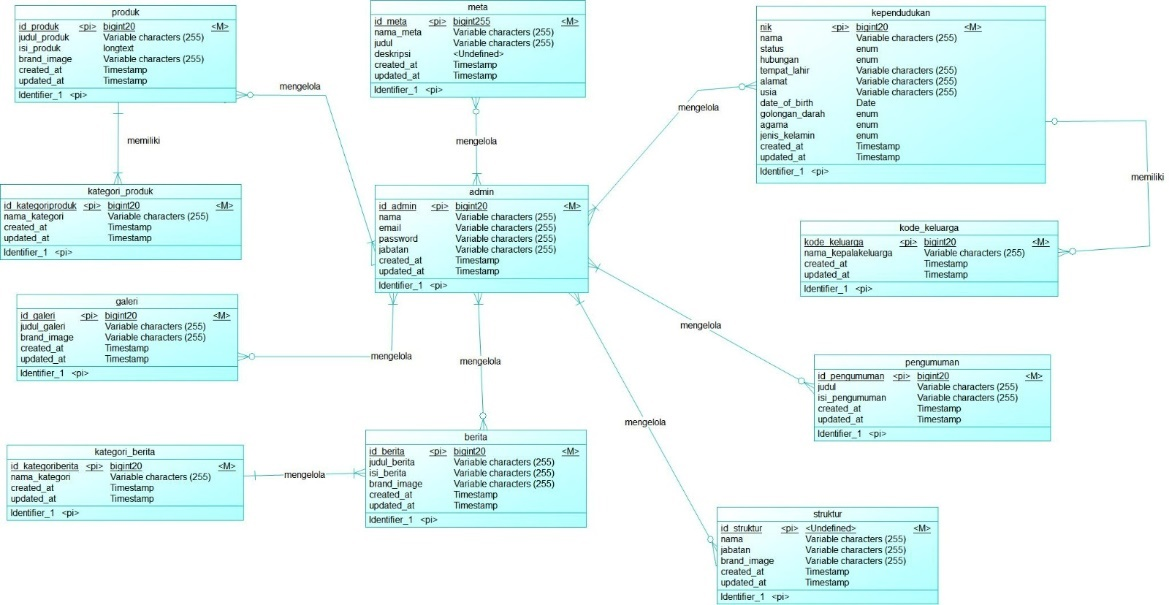 produk
id_produk <pi> bigint20 <M>
judul_produk Variable characters (255)
isi_produk longtext
brand_image Variable characters (255)
created_at Timestamp
updated_at Timestamp
Identifier_1 <pi>
meta
id_meta <pi> bigint255 <M>
nama_meta Variable characters (255)
judul Variable characters (255)
deskripsi <Undefined>
created_at Timestamp
updated_at Timestamp
Identifier_1 <pi>
kependudukan
nik <pi> bigint20 <M>
nama Variable characters (255)
status enum
hubungan enum
tempat_lahir Variable characters (255)
alamat Variable characters (255)
usia Variable characters (255)
date_of_birth Date
golongan_darah enum
agama enum
jenis_kelamin enum
created_at Timestamp
updated_at Timestamp
Identifier_1 <pi>
mengelola
mengelola
mengelola
memiliki
memiliki
kategori_produk
id_kategoriproduk <pi> bigint20 <M>
nama_kategori Variable characters (255)
created_at Timestamp
updated_at Timestamp
Identifier_1 <pi>
admin
id_admin <pi> bigint20 <M>
nama Variable characters (255)
email Variable characters (255)
password Variable characters (255)
jabatan Variable characters (255)
created_at Timestamp
updated_at Timestamp
Identifier_1 <pi>
kode_keluarga
kode_keluarga <pi> bigint20 <M>
nama_kepalakeluarga Variable characters (255)
created_at Timestamp
updated_at Timestamp
Identifier_1 <pi>
galeri
id_galeri <pi> bigint20 <M>
judul_galeri Variable characters (255)
brand_image Variable characters (255)
created_at Timestamp
updated_at Timestamp
Identifier_1 <pi>
mengelola
mengelola
mengelola
mengelola
pengumuman
id_pengumuman <pi> bigint20 <M>
judul Variable characters (255)
isi_pengumuman Variable characters (255)
created_at Timestamp
updated_at Timestamp
Identifier_1 <pi>
kategori_berita
id_kategoriberita <pi> bigint20 <M>
nama_kategori Variable characters (255)
created_at Timestamp
updated_at Timestamp
Identifier_1 <pi>
mengelola
berita
id_berita <pi> bigint20 <M>
judul_berita Variable characters (255)
isi_berita Variable characters (255)
brand_image Variable characters (255)
created_at Timestamp
updated_at Timestamp
Identifier_1 <pi>
struktur
id_struktur <pi> <Undefined> <M>
nama Variable characters (255)
jabatan Variable characters (255)
brand_image Variable characters (255)
created_at Timestamp
updated_at Timestamp
Identifier_1 <pi>